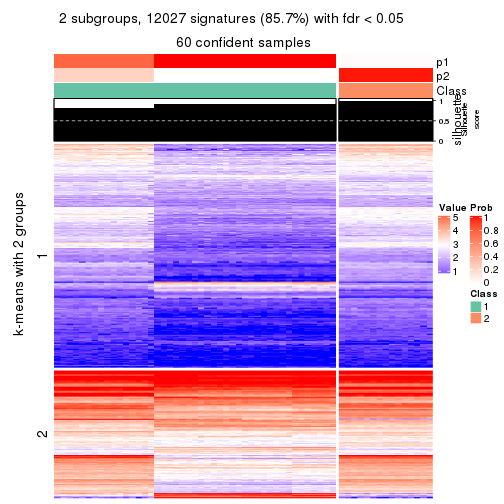 2 subgroups, 12027 signatures (85.7%) with fdr < 0.05
60 confident samples
p1
p2
Class
1
0.5
0
silhouette
Silhouette
score
k-means with 2 groups
1
2
Value
5
4
3
2
1
Prob
1
0.8
0.6
0.4
0.2
0
Class
1
2